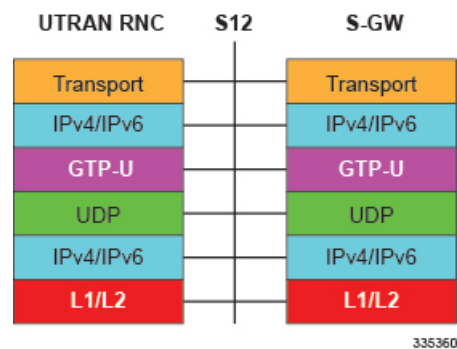 UTRAN RNC S12 S-GW
Transport Transport
IPv4/IPv6 IPv4/IPv6
GTP-U GTP-U
UDP UDP
IPv4/IPv6 IPv4/IPv6
L1/L2 L1/L2
335360